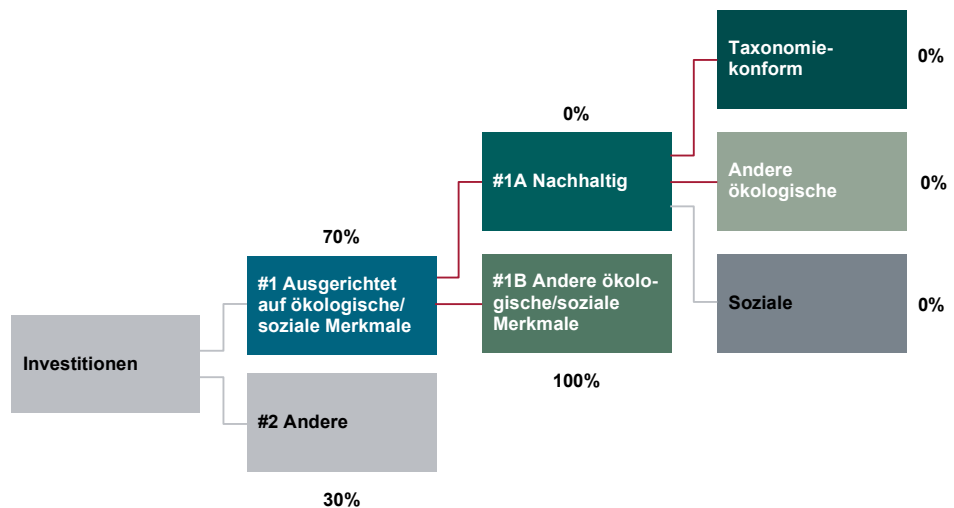 Taxonomie-
konform
0%
0%
#1A Nachhaltig
Andere
ökologische
0%
70%
#1 Ausgerichtet
auf ökologische/
soziale Merkmale
#1B Andere ökolo-
gische/soziale
Merkmale
Soziale
0%
Investitionen
100%
#2 Andere
30%